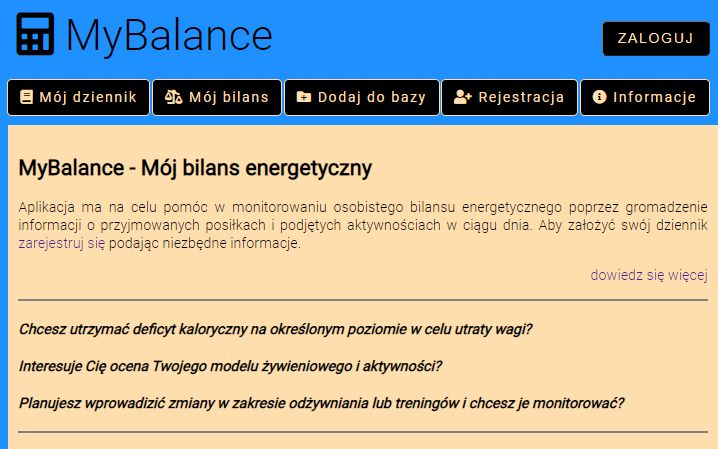 MyBalance
ZALOGUJ
Mój dziennik
Mój bilans
Dodaj do bazy
Rejestracja
Informacje
MyBalance - Mój bilans energetyczny
Aplikacja ma na celu pomóc w monitorowaniu osobistego bilansu energetycznego poprzez gromadzenie
informacji o przyjmowanych posiłkach i podjętych aktywnościach w ciągu dnia. Aby założyć swój dziennik
zarejestruj się podając niezbędne informacje.
dowiedz się więcej
Chcesz utrzymać deficyt kaloryczny na określonym poziomie w celu utraty wagi?
Interesuje Cię ocena Twojego modelu żywieniowego i aktywności?
Planujesz wprowadizić zmiany w zakresie odżywniania lub treningów i chcesz je monitorować?